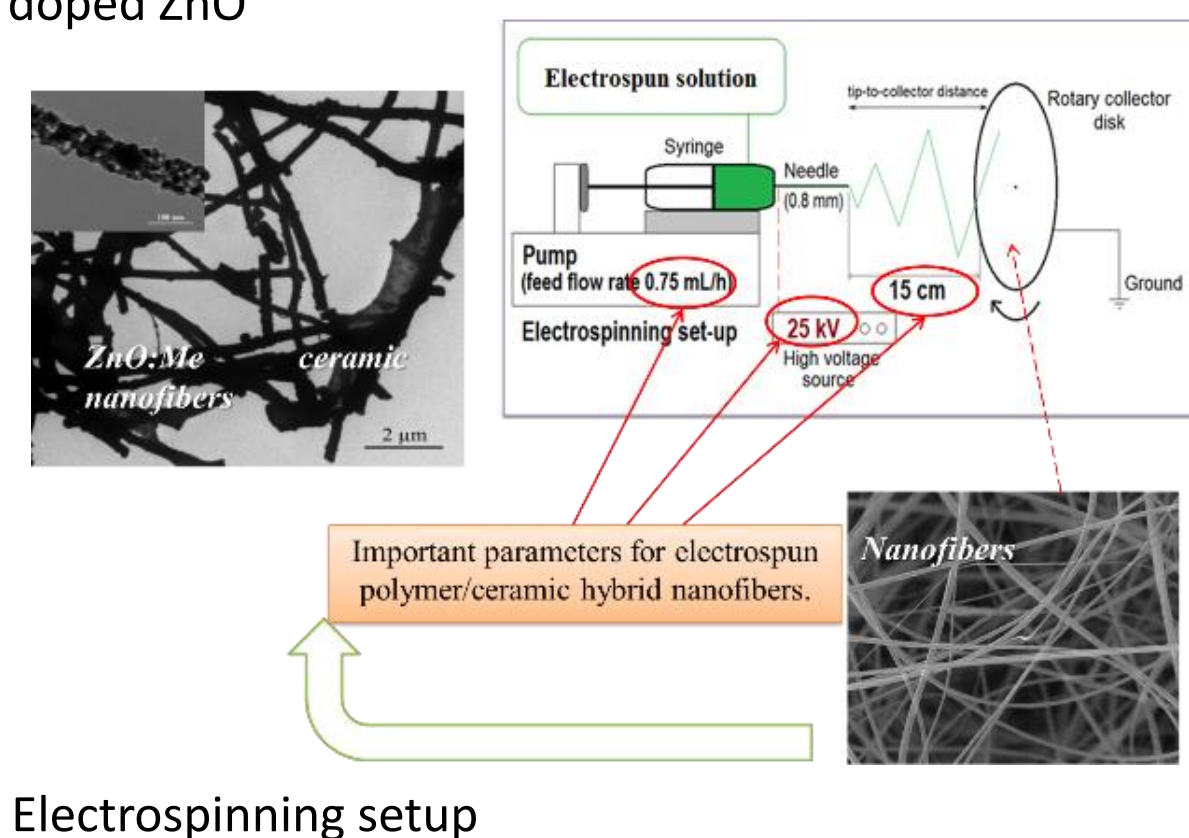 doped ZnO
Electrospun solution
tip-to-collector distance
Rotary collector
disk
Syringe
Needle
(0.8 mm)
Pump
(feed flow rate 0.75 mL/h)
15 cm
Ground
Electrospinning set-up
25 kV
High voltage
source
100 nm
ZnO:Me ceramic
nanofibers
2 µm
Important parameters for electrospun
polymer/ceramic hybrid nanofibers.
Nanofibers
Electrospinning setup